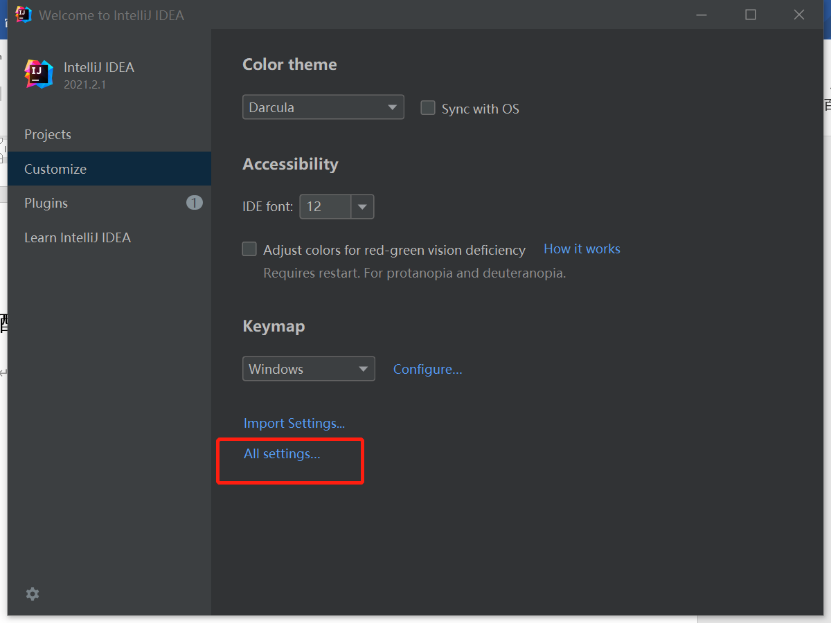 Welcome to IntelliJ IDEA
IntelliJ IDEA
2021.2.1
Projects
Customize
Plugins
1
Learn IntelliJ IDEA
Color theme
Darcula
Sync with OS
Accessibility
IDE font:
12
Adjust colors for red-green vision deficiency
How it works
Requires restart. For protanopia and deuteranopia.
Keymap
Windows
Configure...
Import Settings...
All settings...